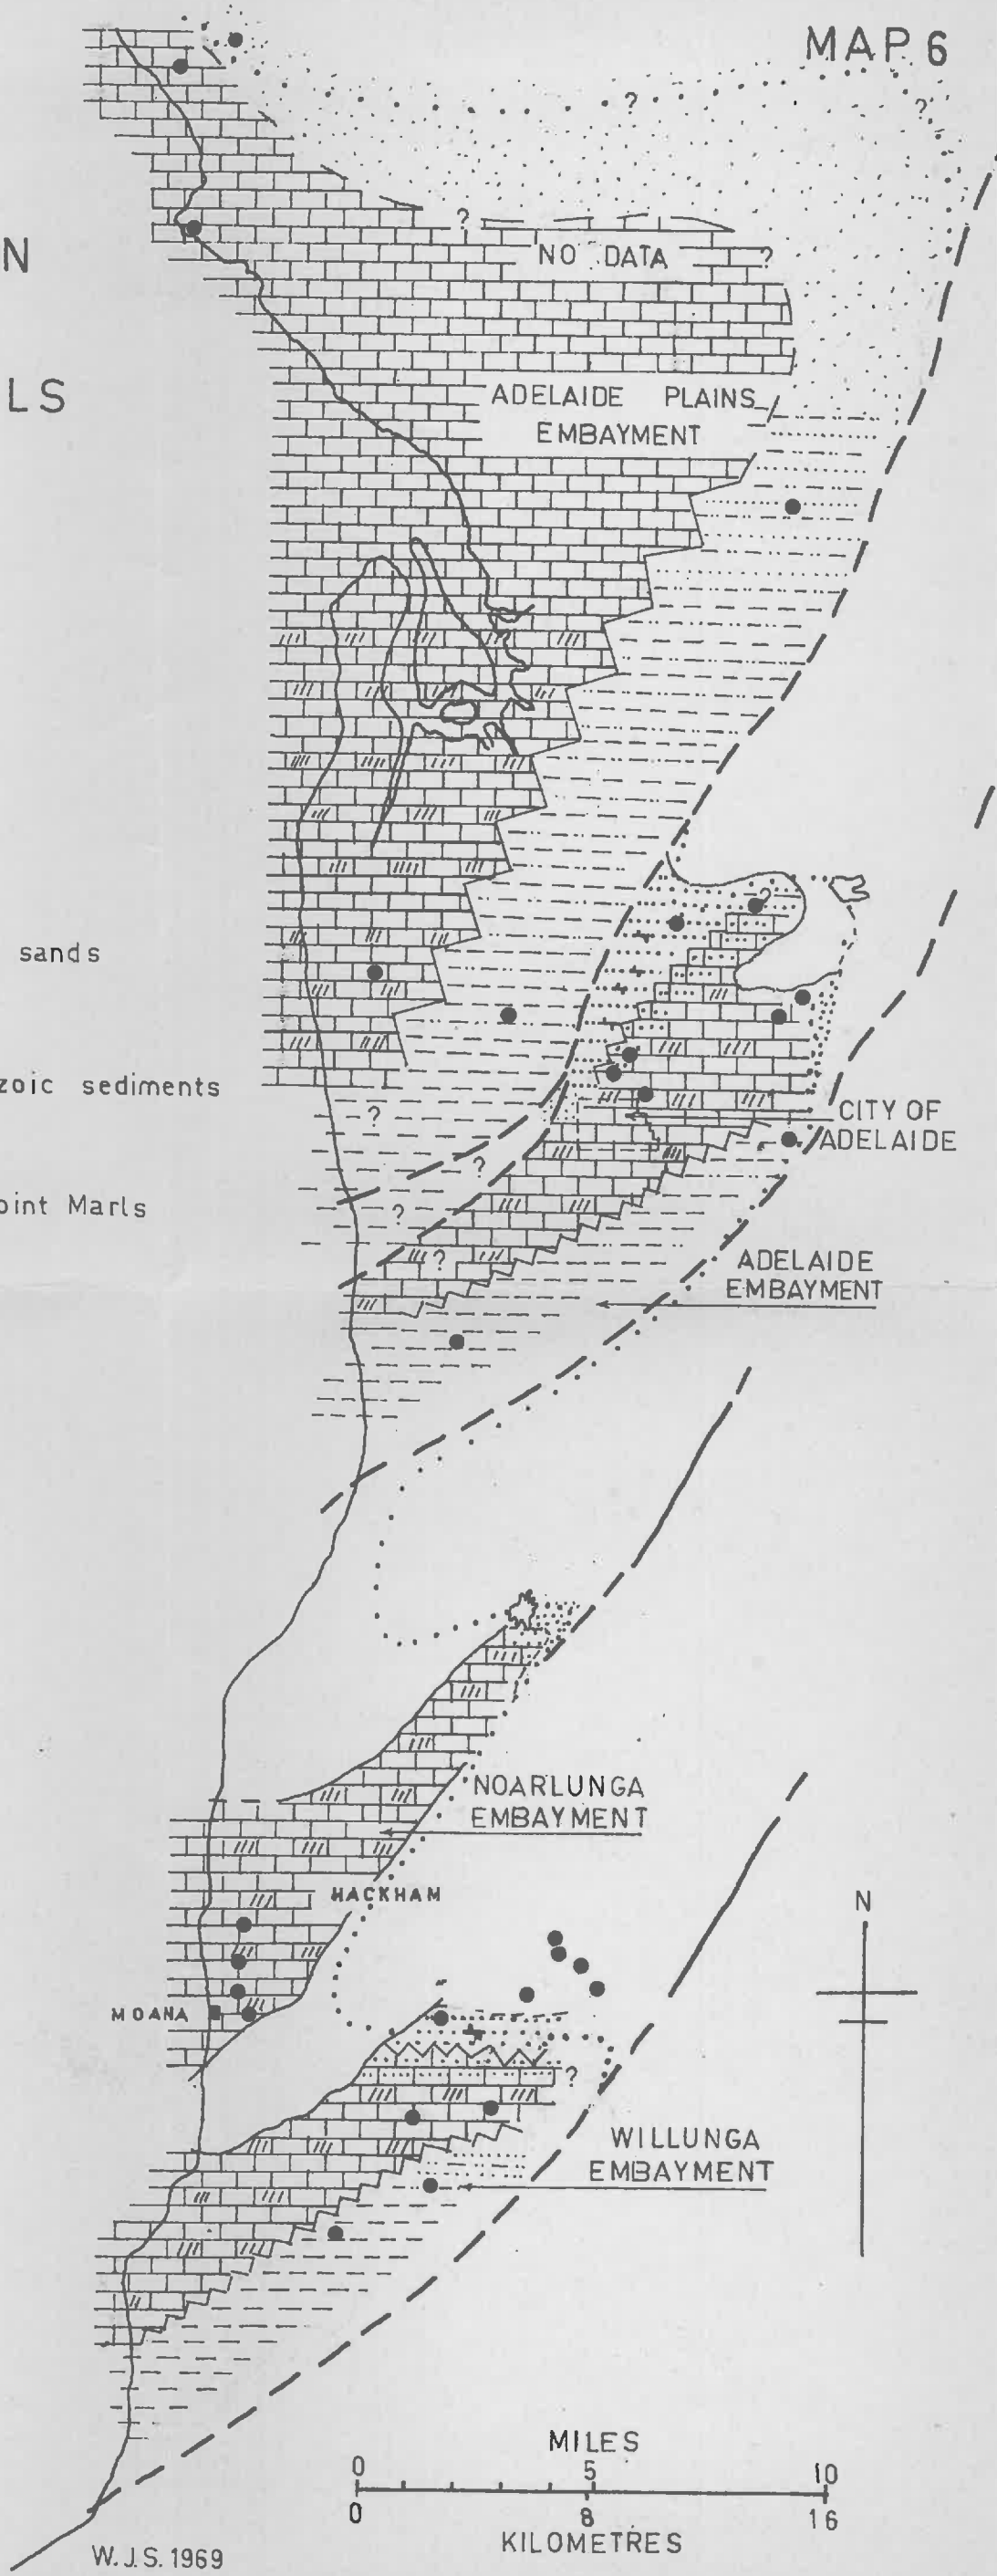 MAP 6
N
LS
?
?
?
NO DATA
?
ADELAIDE PLAINS
EMBAYMENT
?
sands
zoic sediments
?
CITY OF
ADELAIDE
?
oint Marls
?
?
ADELAIDE
EMBAYMENT
NOARLUNGA
EMBAYMENT
HACKHAM
N
MOANA
?
WILLUNGA
EMBAYMENT
MILES
0 5 10
0 8 16
KILOMETRES
W.J.S. 1969